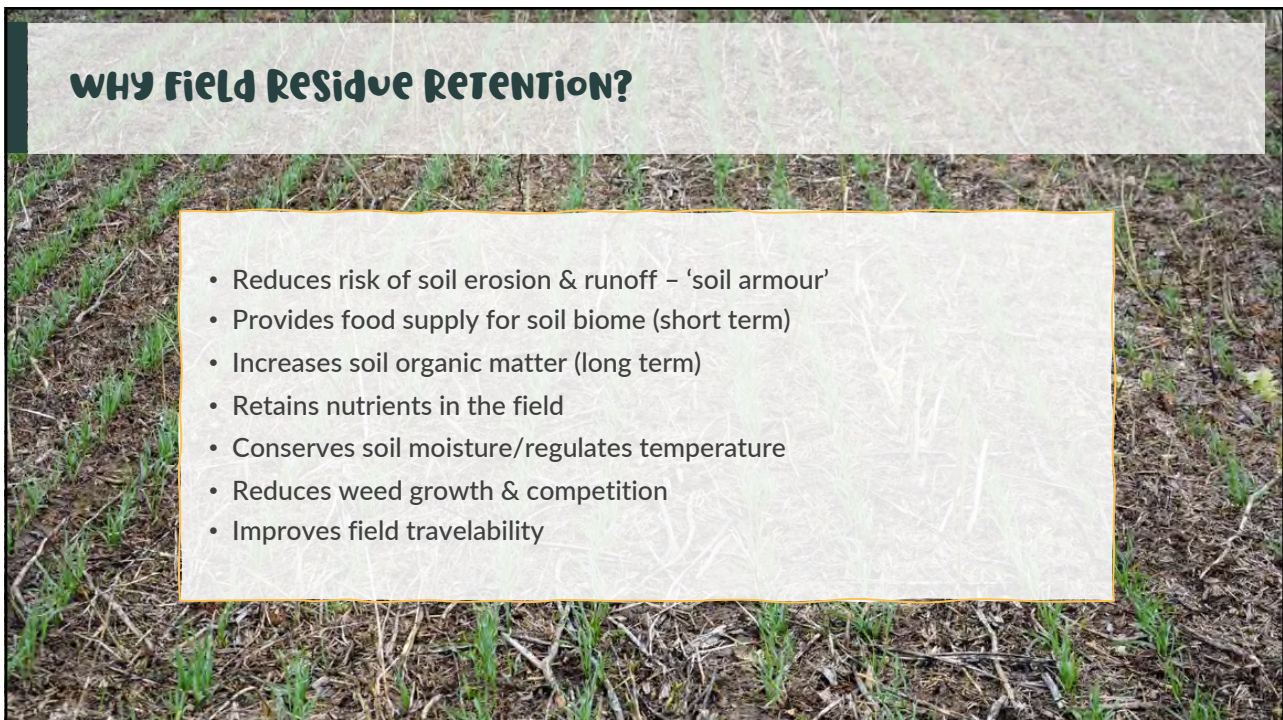 Why Field Residue Retention?
• Reduces risk of soil erosion & runoff – ‘soil armour’
• Provides food supply for soil biome (short term)
• Increases soil organic matter (long term)
• Retains nutrients in the field
• Conserves soil moisture/regulates temperature
• Reduces weed growth & competition
• Improves field travelability